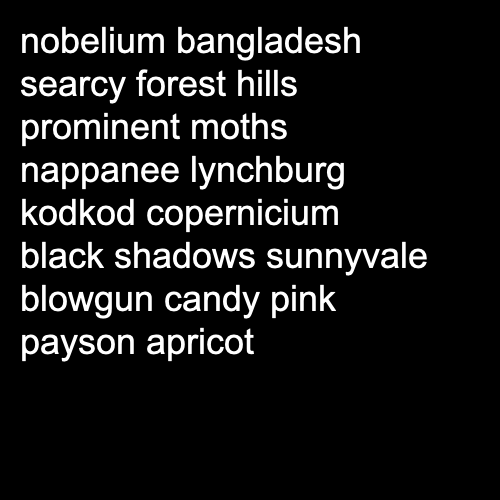 nobelium bangladesh
searcy forest hills
prominent moths
nappanee lynchburg
kodkod copernicium
black shadows sunnyvale
blowgun candy pink
payson apricot